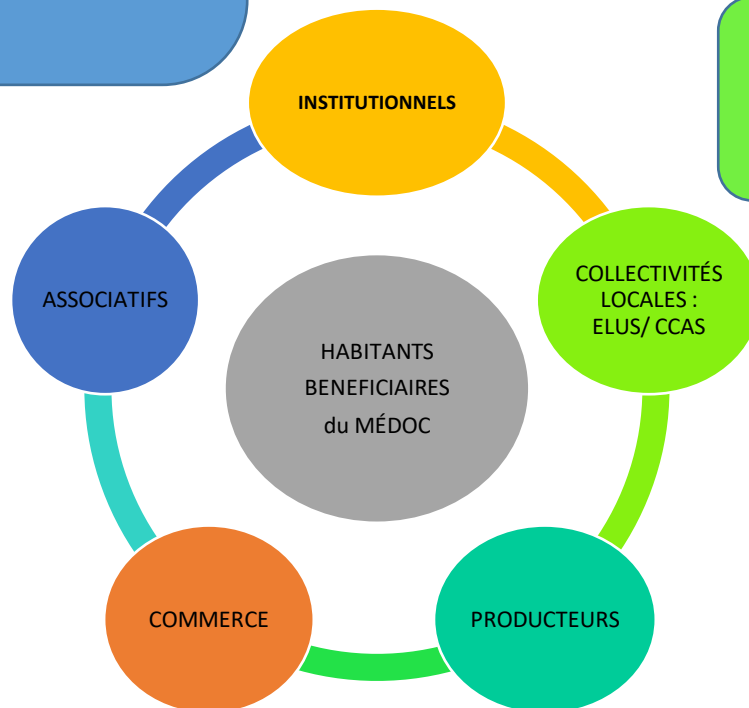 INSTITUTIONNELS
COLLECTIVITÉS
LOCALES :
ELUS/ CCAS
ASSOCIATIFS
HABITANTS
BENEFICIAIRES
du MÉDOC
COMMERCE
PRODUCTEURS